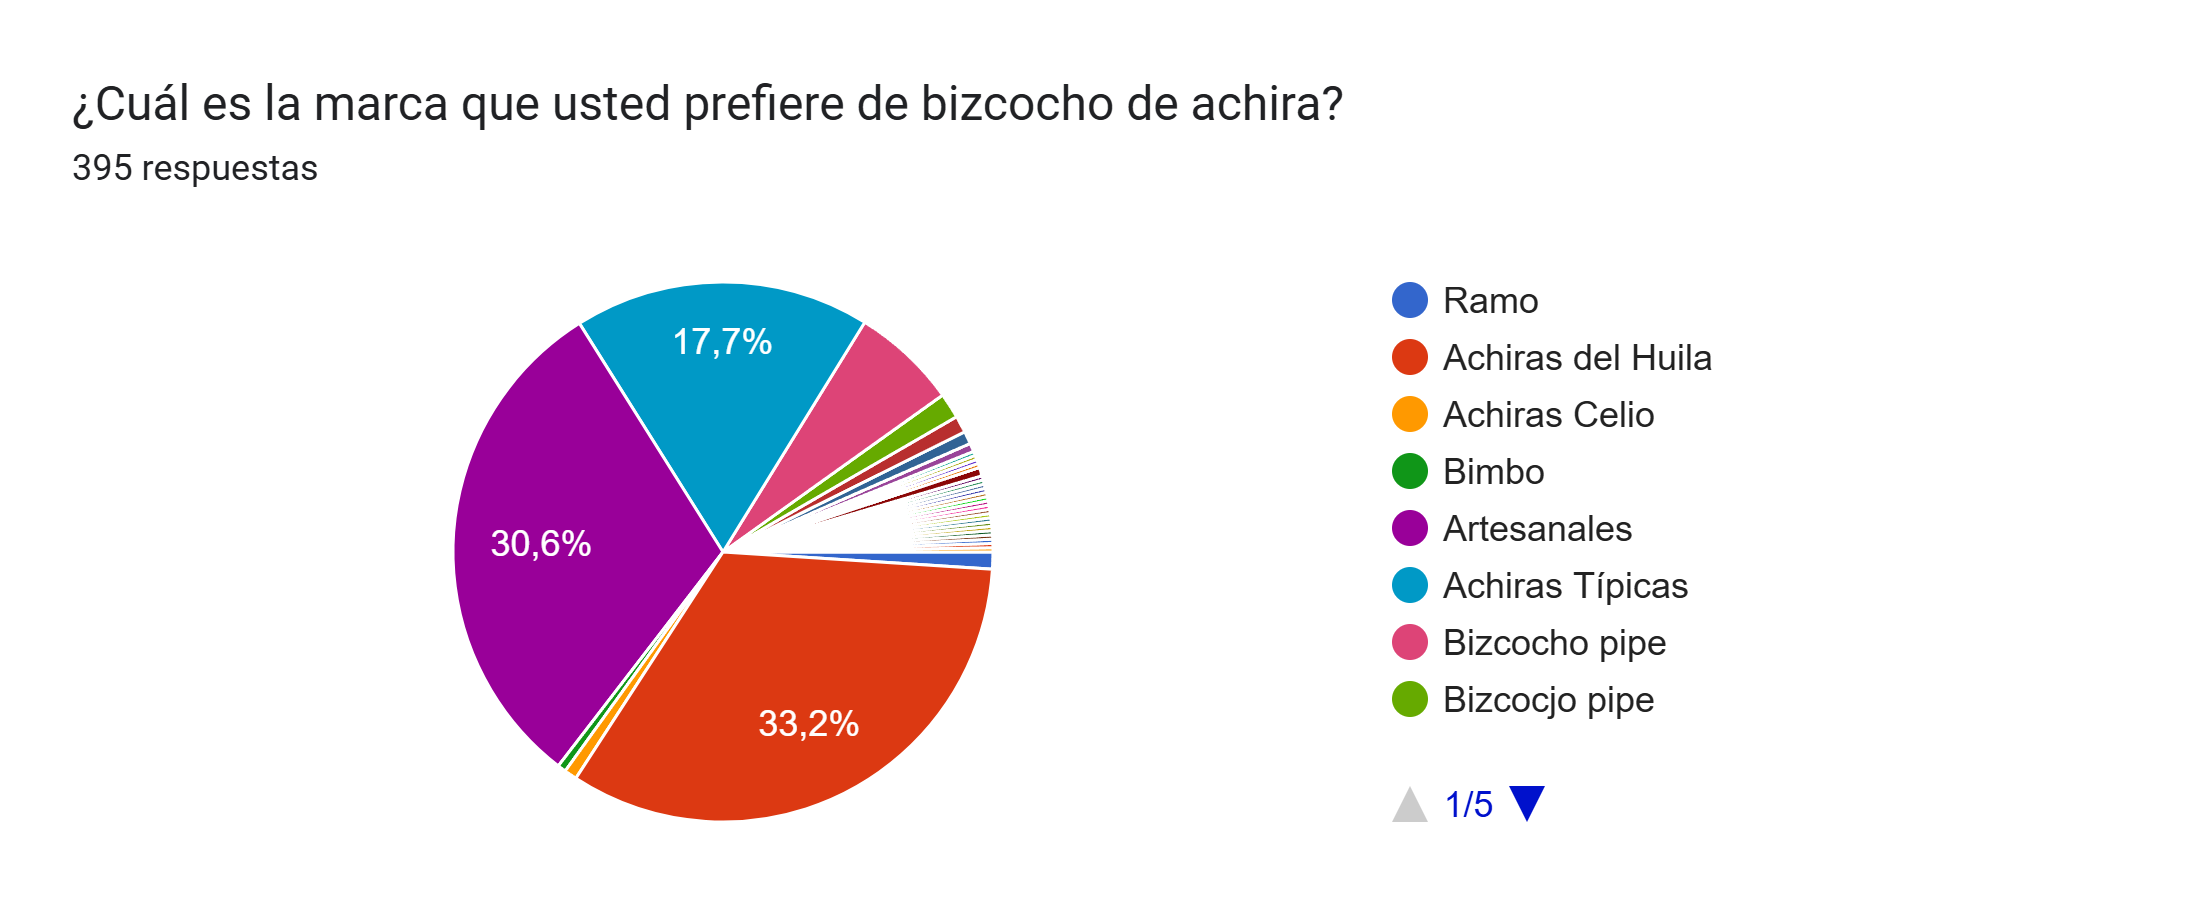 ¿Cuál es la marca que usted prefiere de bizcocho de achira?
395 respuestas
17,7%
30,6%
33,2%
Ramo
Achiras del Huila
Achiras Celio
Bimbo
Artesanales
Achiras Típicas
Bizcocho pipe
Bizcocjo pipe
1/5